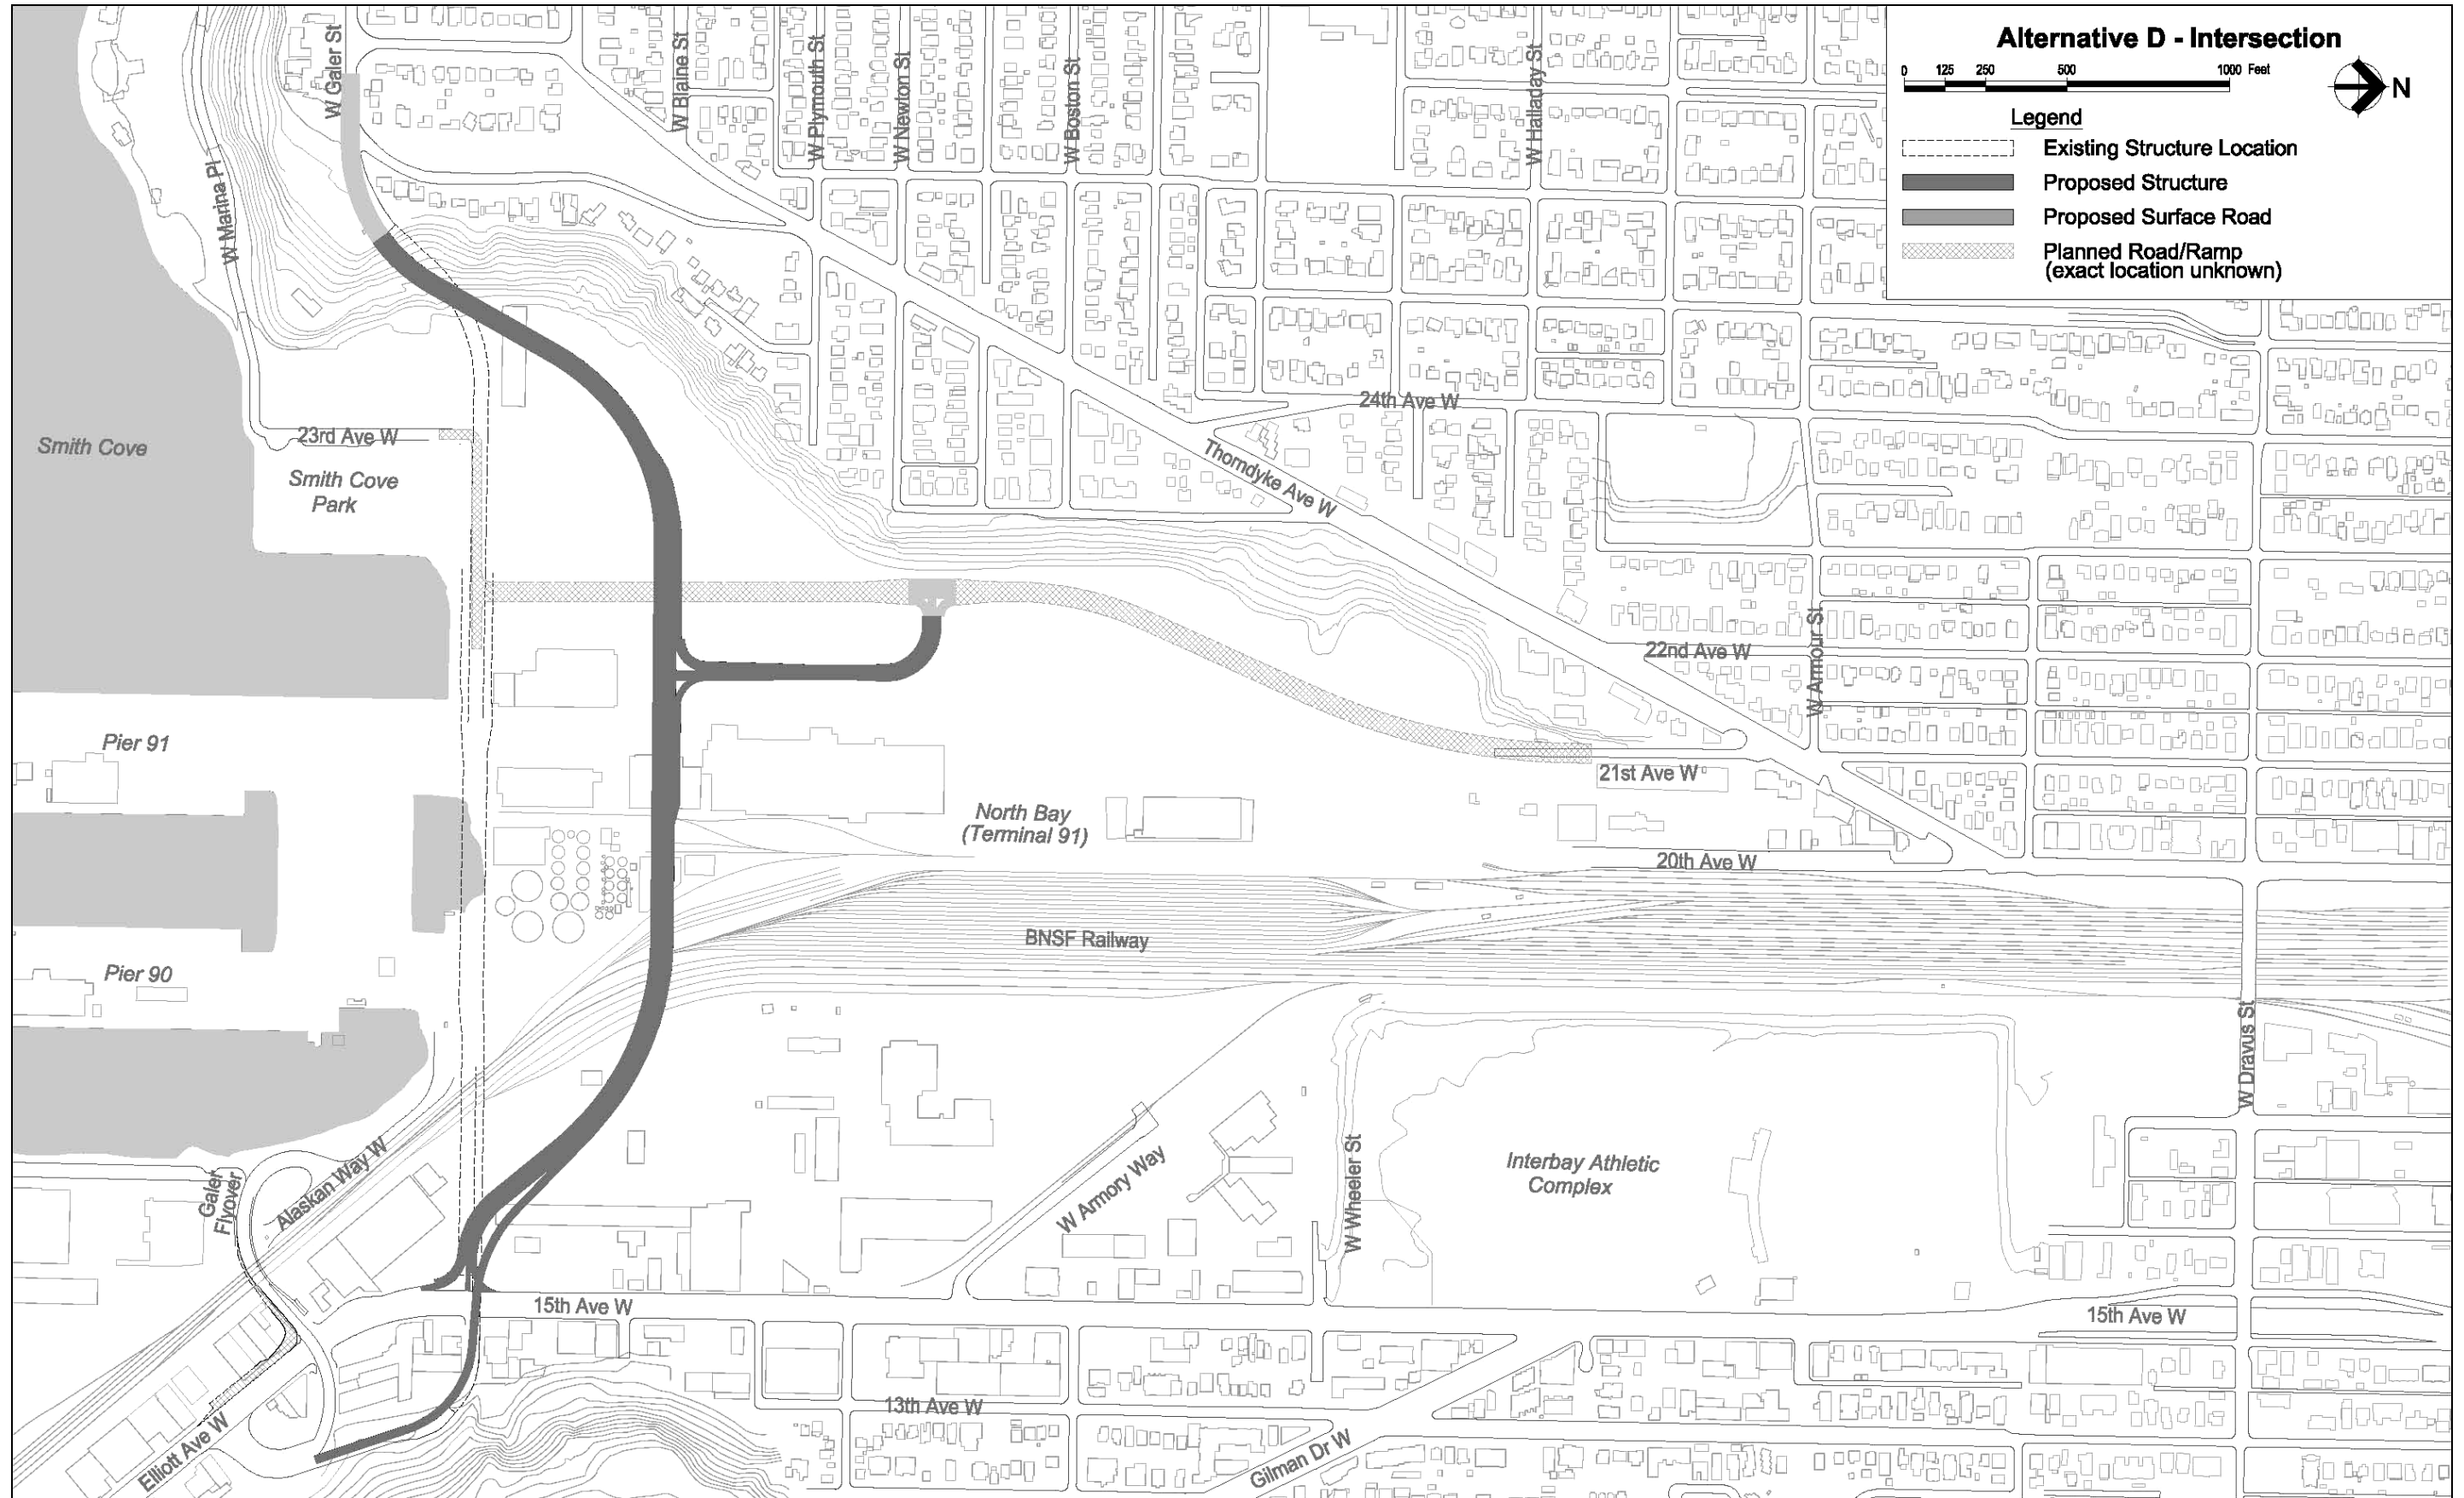 Alternative D - Intersection
0 125 250 500 1000 Feet
N
Legend
Existing Structure Location
Proposed Structure
Proposed Surface Road
Planned Road/Ramp
(exact location unknown)
W Galer St
W Blaine St
W Plymouth St
W Newton St
W Boston St
W Halladay St
W Marina Pl
24th Ave W
Thorndyke Ave W
23rd Ave W
Smith Cove
Smith Cove
Park
22nd Ave W
W Armour St
Pier 91
21st Ave W
North Bay
(Terminal 91)
20th Ave W
BNSF Railway
Pier 90
W Dravus St
Galer
Flyover
Alaskan Way W
W Armory Way
W Wheeler St
Interbay Athletic
Complex
15th Ave W
15th Ave W
13th Ave W
Elliott Ave W
Gilman Dr W